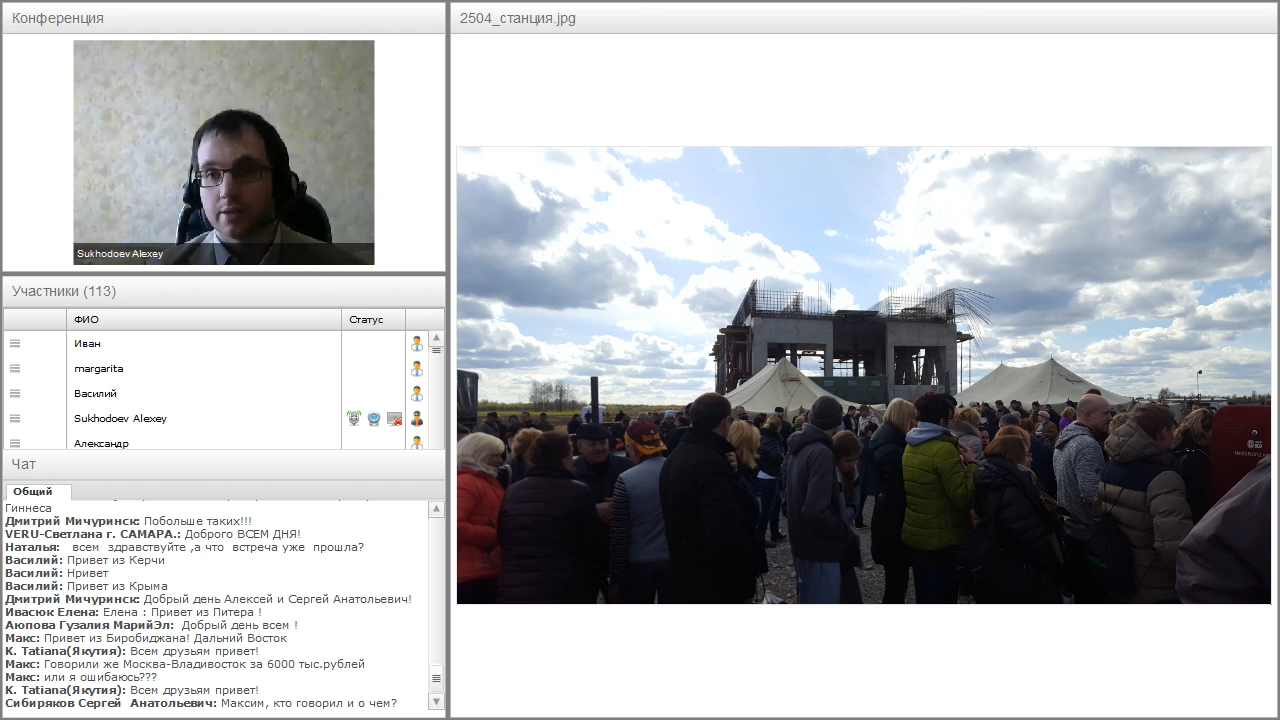 Конференция
Sukhodoev Alexey
Участники (113)
ФИО Статус
Иван
margarita
Василий
Sukhodoev Alexey
Александр
Чат
Общий
Гиннеса
Дмитрий Мичуринск: Побольше таких!!!
VERU-Светлана г. САМАРА.: Доброго ВСЕМ ДНЯ!
Наталья: всем здравствуйте ,а что встреча уже прошла?
Василий: Привет из Керчи
Василий: Нривет
Василий: Привет из Крыма
Дмитрий Мичуринск: Добрый день Алексей и Сергей Анатольевич!
Ивасюк Елена: Елена : Привет из Питера !
Аюпова Гузалия МарийЭл: Добрый день всем !
Макс: Привет из Биробиджана! Дальний Восток
K. Tatiana(Якутия): Всем друзьям привет!
Макс: Говорили же Москва-Владивосток за 6000 тыс.рублей
Макс: или я ошибаюсь???
K. Tatiana(Якутия): Всем друзьям привет!
Сибиряков Сергей Анатольевич: Максим, кто говорил и о чем?
2504_станция.jpg